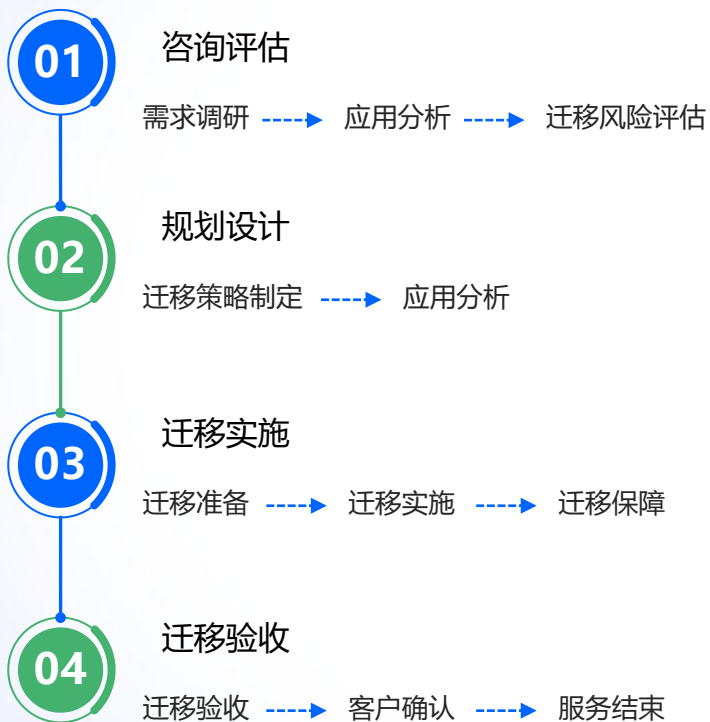 01
咨询评估
需求调研 应用分析 迁移风险评估
02
规划设计
迁移策略制定 应用分析
03
迁移实施
迁移准备 迁移实施 迁移保障
04
迁移验收
迁移验收 客户确认 服务结束